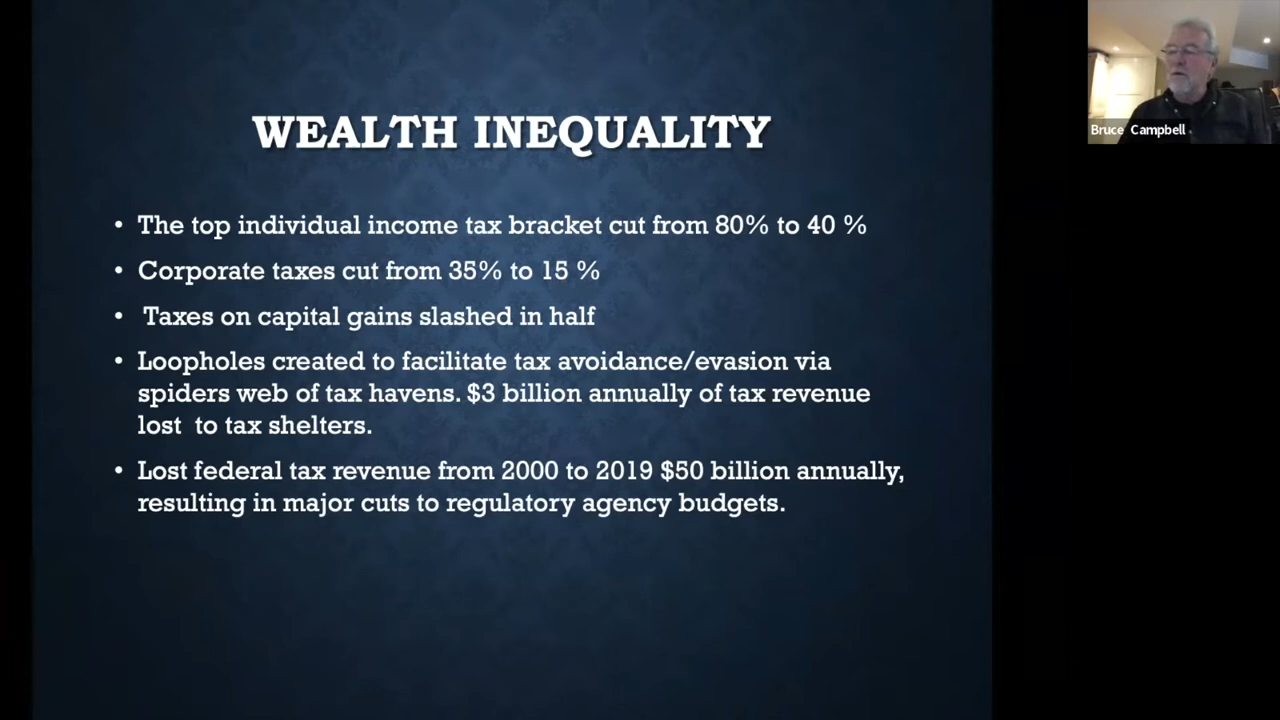 WEALTH INEQUALITY
• The top individual income tax bracket cut from 80% to 40 %
• Corporate taxes cut from 35% to 15 %
• Taxes on capital gains slashed in half
• Loopholes created to facilitate tax avoidance/evasion via
spiders web of tax havens. $3 billion annually of tax revenue
lost to tax shelters.
• Lost federal tax revenue from 2000 to 2019 $50 billion annually,
resulting in major cuts to regulatory agency budgets.
Bruce Campbell